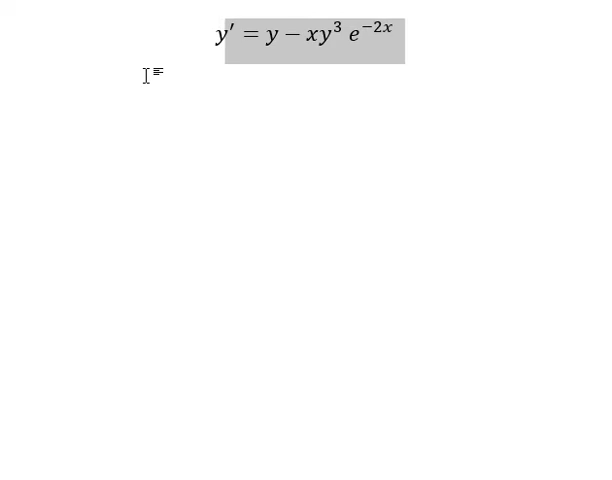 y′ = y − xy³ e⁻²ˣ